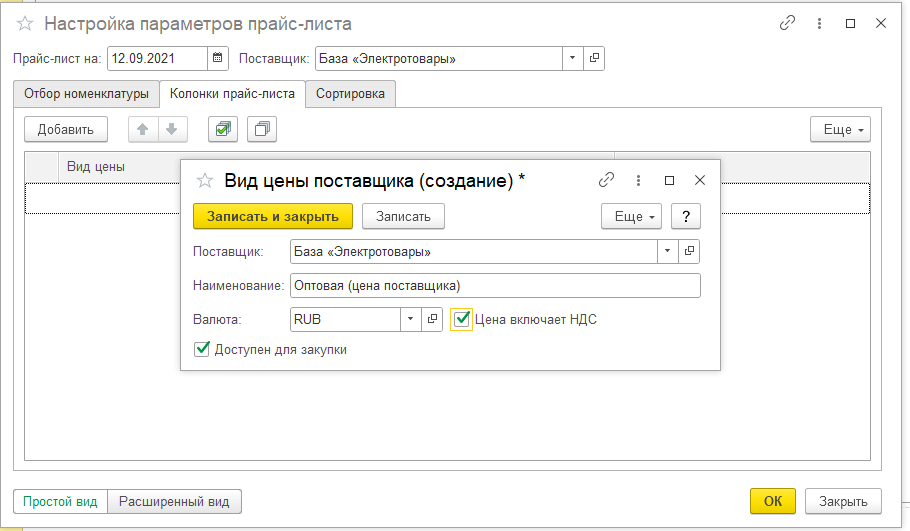 Настройка параметров прайс-листа
Прайс-лист на: 12.09.2021 Поставщик: База «Электротовары»
Отбор номенклатуры Колонки прайс-листа Сортировка
Добавить Еще
Вид цены
Вид цены поставщика (создание) *
Записать и закрыть Записать Еще ?
Поставщик: База «Электротовары»
Наименование: Оптовая (цена поставщика)
Валюта: RUB Цена включает НДС
Доступен для закупки
Простой вид Расширенный вид ОК Закрыть